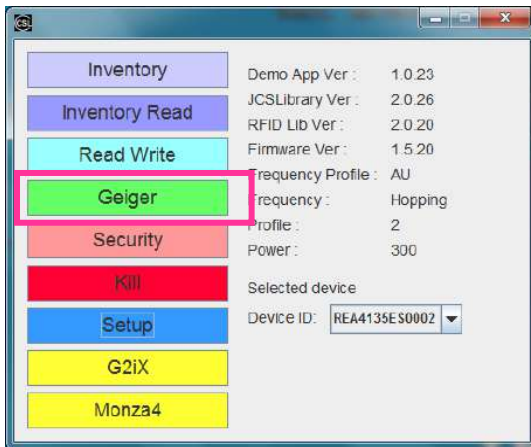 CSL
Inventory
Inventory Read
Read Write
Geiger
Security
Kill
Setup
G2iX
Monza4
Demo App Ver : 1.0.23
JCSLibrary Ver : 2.0.26
RFID Lib Ver : 2.0.20
Firmware Ver : 1.5.20
Frequency Profile : AU
Frequency : Hopping
Profile : 2
Power : 300
Selected device
Device ID: REA4135ES0002